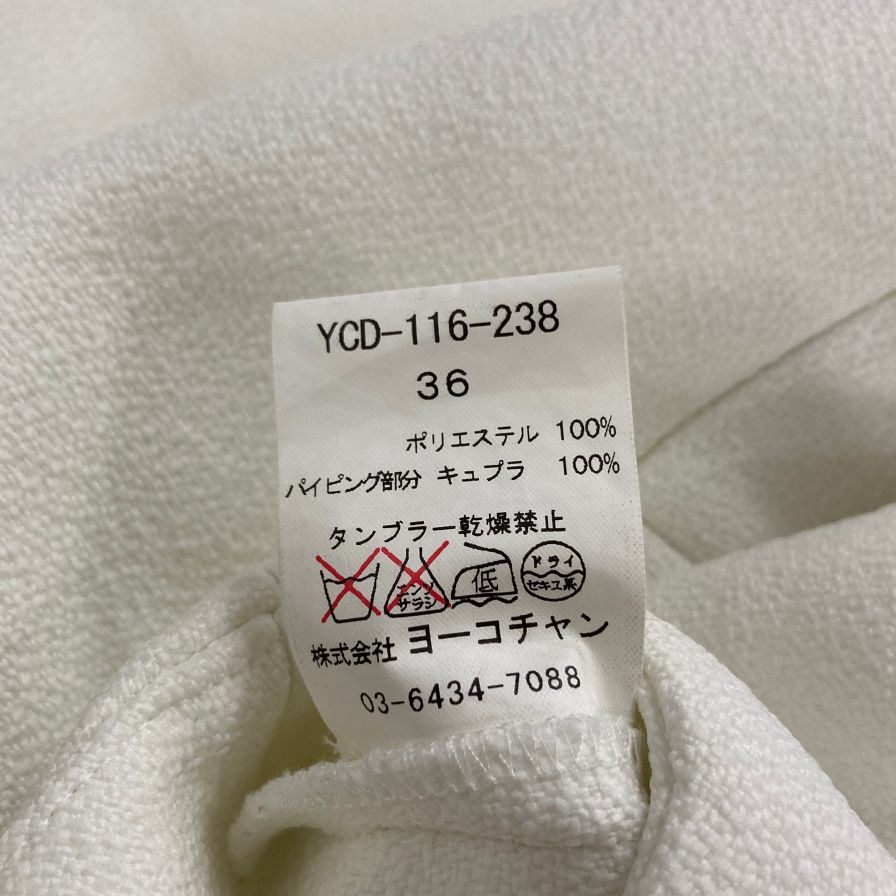 YCD-116-238
36
ポリエステル 100%
パイピング部分 キュプラ 100%
タンブラー乾燥禁止
エンソサラシ
低
ドライ
セキユ系
株式会社 ヨーコチャン
03-6434-7088